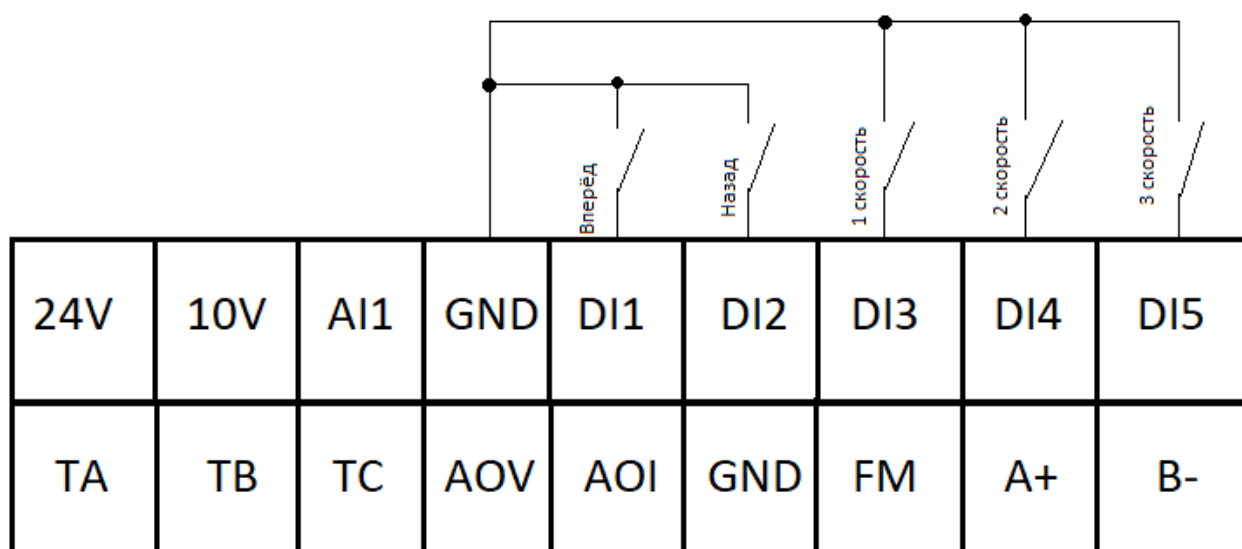 Вперёд
Назад
1 скорость
2 скорость
3 скорость
24V 10V AI1 GND DI1 DI2 DI3 DI4 DI5
TA TB TC AOV AOI GND FM A+ B-